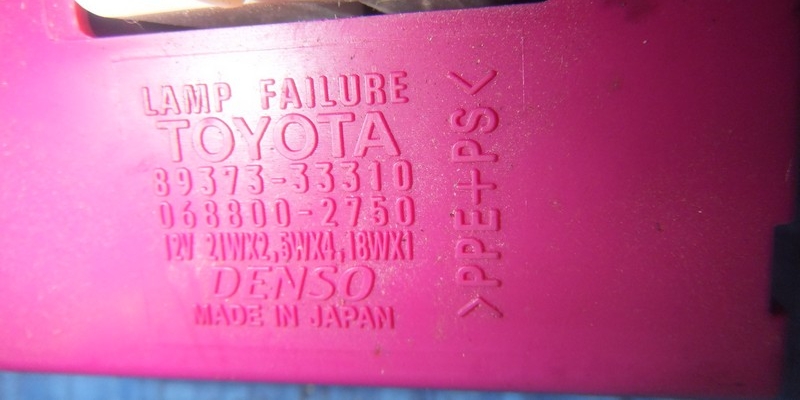 LAMP FAILURE
TOYOTA
89373-33310
068800-2750
12V 21WX2,5WX4,18WX1
DENSO
MADE IN JAPAN
>PPE+PS<